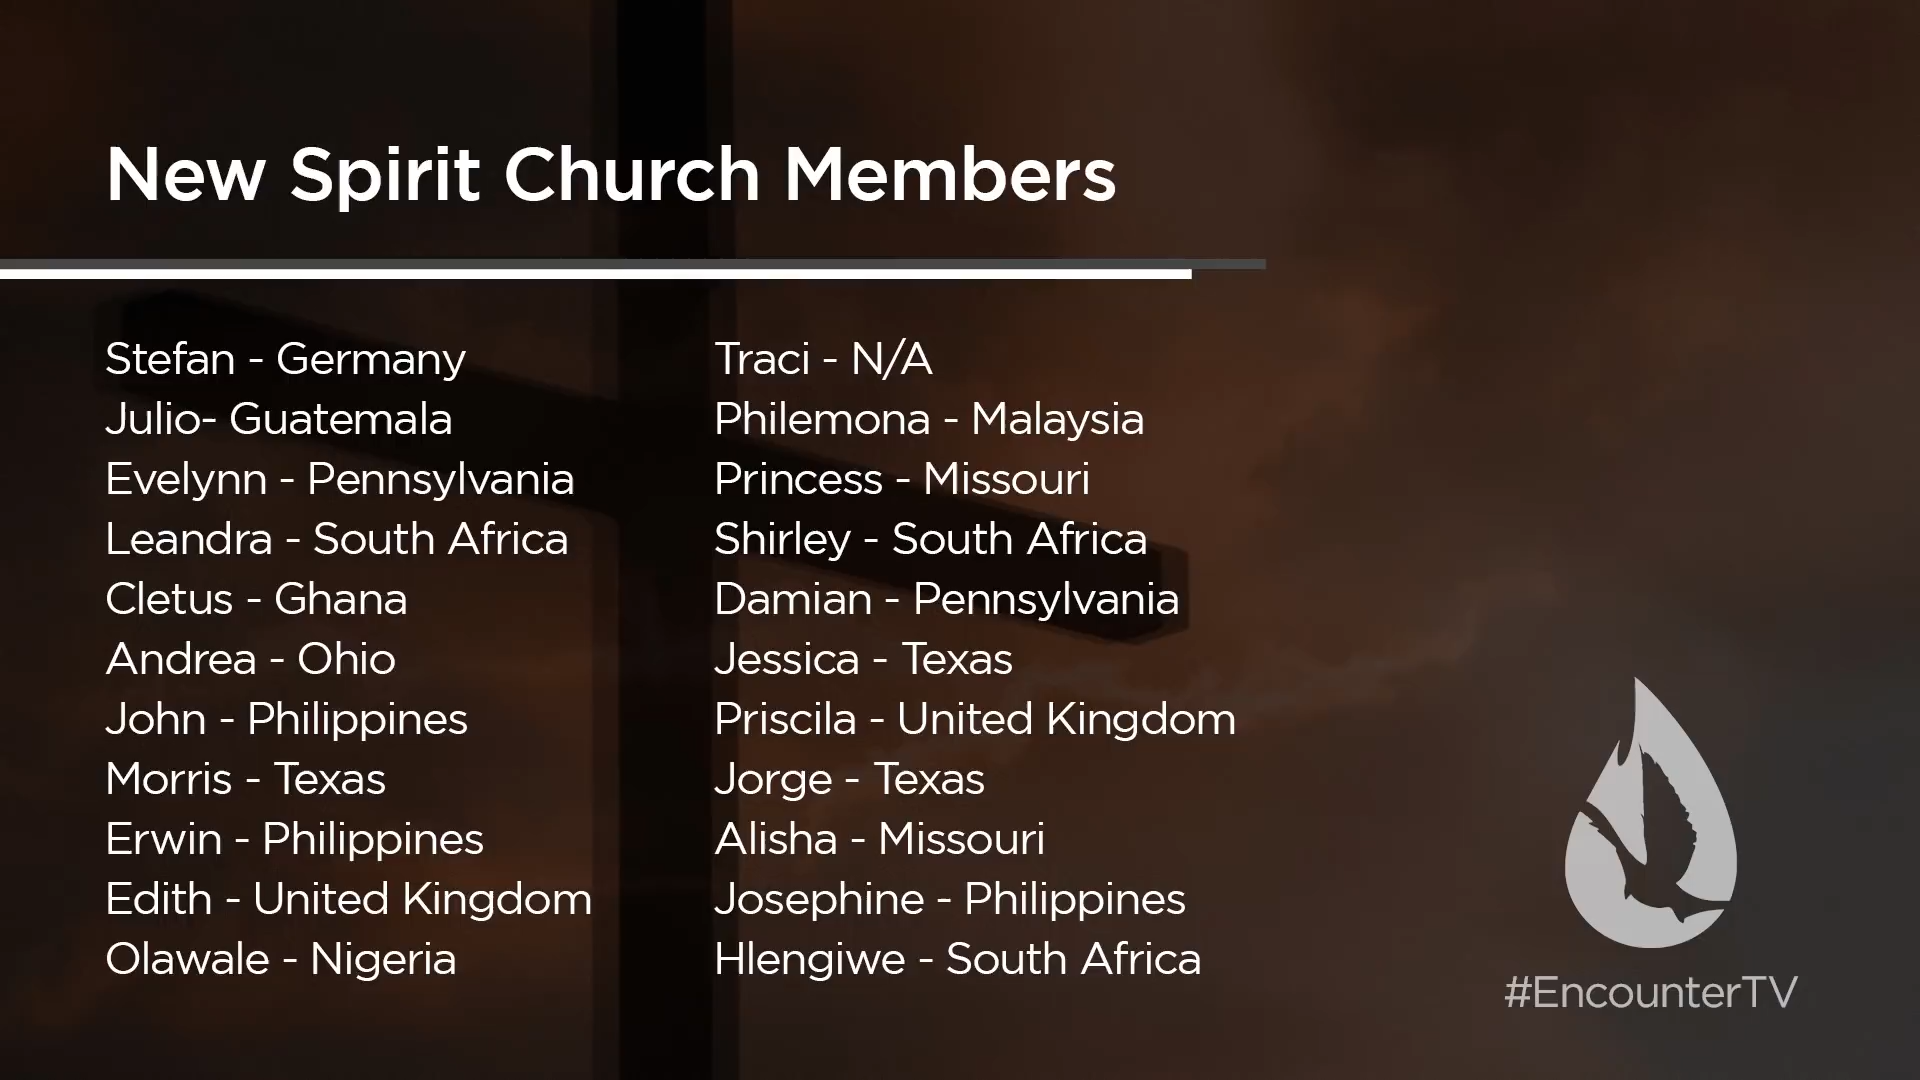 New Spirit Church Members
Stefan - Germany
Julio- Guatemala
Evelynn - Pennsylvania
Leandra - South Africa
Cletus - Ghana
Andrea - Ohio
John - Philippines
Morris - Texas
Erwin - Philippines
Edith - United Kingdom
Olawale - Nigeria
Traci - N/A
Philemona - Malaysia
Princess - Missouri
Shirley - South Africa
Damian - Pennsylvania
Jessica - Texas
Priscila - United Kingdom
Jorge - Texas
Alisha - Missouri
Josephine - Philippines
Hlengiwe - South Africa
#EncounterTV